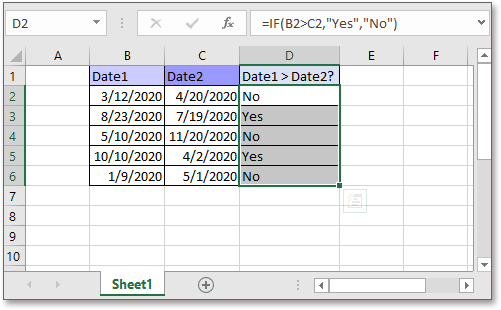 D2 =IF(B2>C2,"Yes","No")
A B C D E F
1 Date1 Date2 Date1 > Date2?
2 3/12/2020 4/20/2020 No
3 8/23/2020 7/19/2020 Yes
4 5/10/2020 11/20/2020 No
5 10/10/2020 4/2/2020 Yes
6 1/9/2020 5/1/2020 No
7
8
9
10
Sheet1